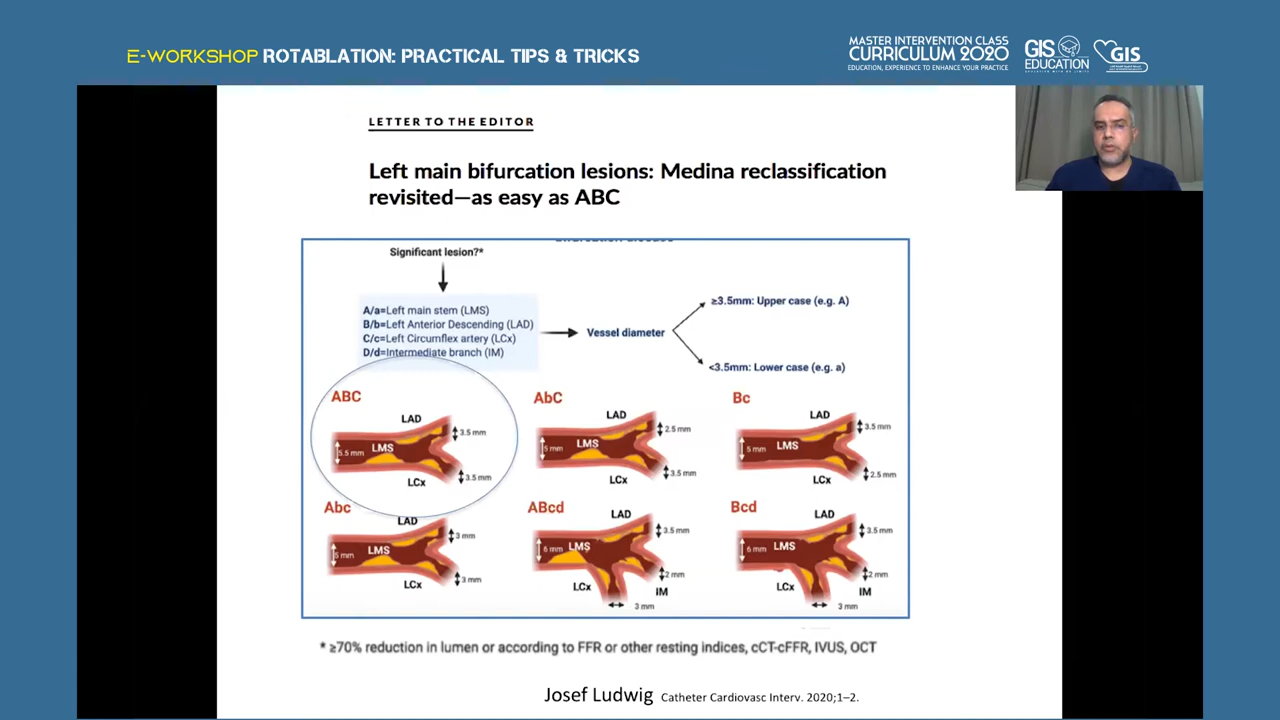 E-WORKSHOP ROTABLATION: PRACTICAL TIPS & TRICKS
MASTER INTERVENTION CLASS
CURRICULUM 2020
EDUCATION, EXPERIENCE TO ENHANCE YOUR PRACTICE
GIS
EDUCATION
GIS
LETTER TO THE EDITOR
Left main bifurcation lesions: Medina reclassification
revisited—as easy as ABC
Significant lesion?*
A/a=Left main stem (LMS)
B/b=Left Anterior Descending (LAD)
C/c=Left Circumflex artery (LCx)
D/d=Intermediate branch (IM)
Vessel diameter
≥3.5mm: Upper case (e.g. A)
<3.5mm: Lower case (e.g. a)
ABC
LAD
3.5 mm
5.5 mm
LMS
3.5 mm
LCx
AbC
LAD
2.5 mm
5 mm
LMS
3.5 mm
LCx
Bc
LAD
3.5 mm
5 mm
LMS
2.5 mm
LCx
Abc
LAD
3 mm
5 mm
LMS
3 mm
LCx
ABcd
LAD
3.5 mm
6 mm
LMS
2 mm
LCx
IM
3 mm
Bcd
LAD
3.5 mm
6 mm
LMS
2 mm
LCx
IM
3 mm
* ≥70% reduction in lumen or according to FFR or other resting indices, cCT-cFFR, IVUS, OCT
Josef Ludwig Catheter Cardiovasc Interv. 2020;1–2.